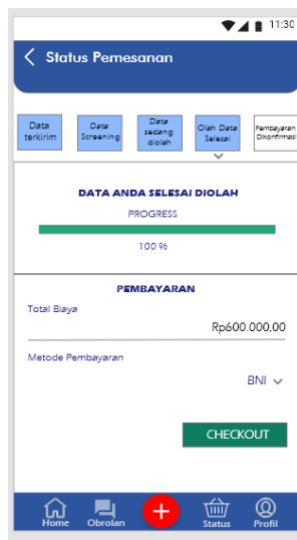 11:30
Status Pemesanan
Data
terkirim
Data
Screening
Data
sedang
diolah
Olah Data
Selesai
Pembayaran
Dikonfirmasi
DATA ANDA SELESAI DIOLAH
PROGRESS
100 %
PEMBAYARAN
Total Biaya
Rp600.000,00
Metode Pembayaran
BNI
CHECKOUT
Home
Obrolan
Status
Profil